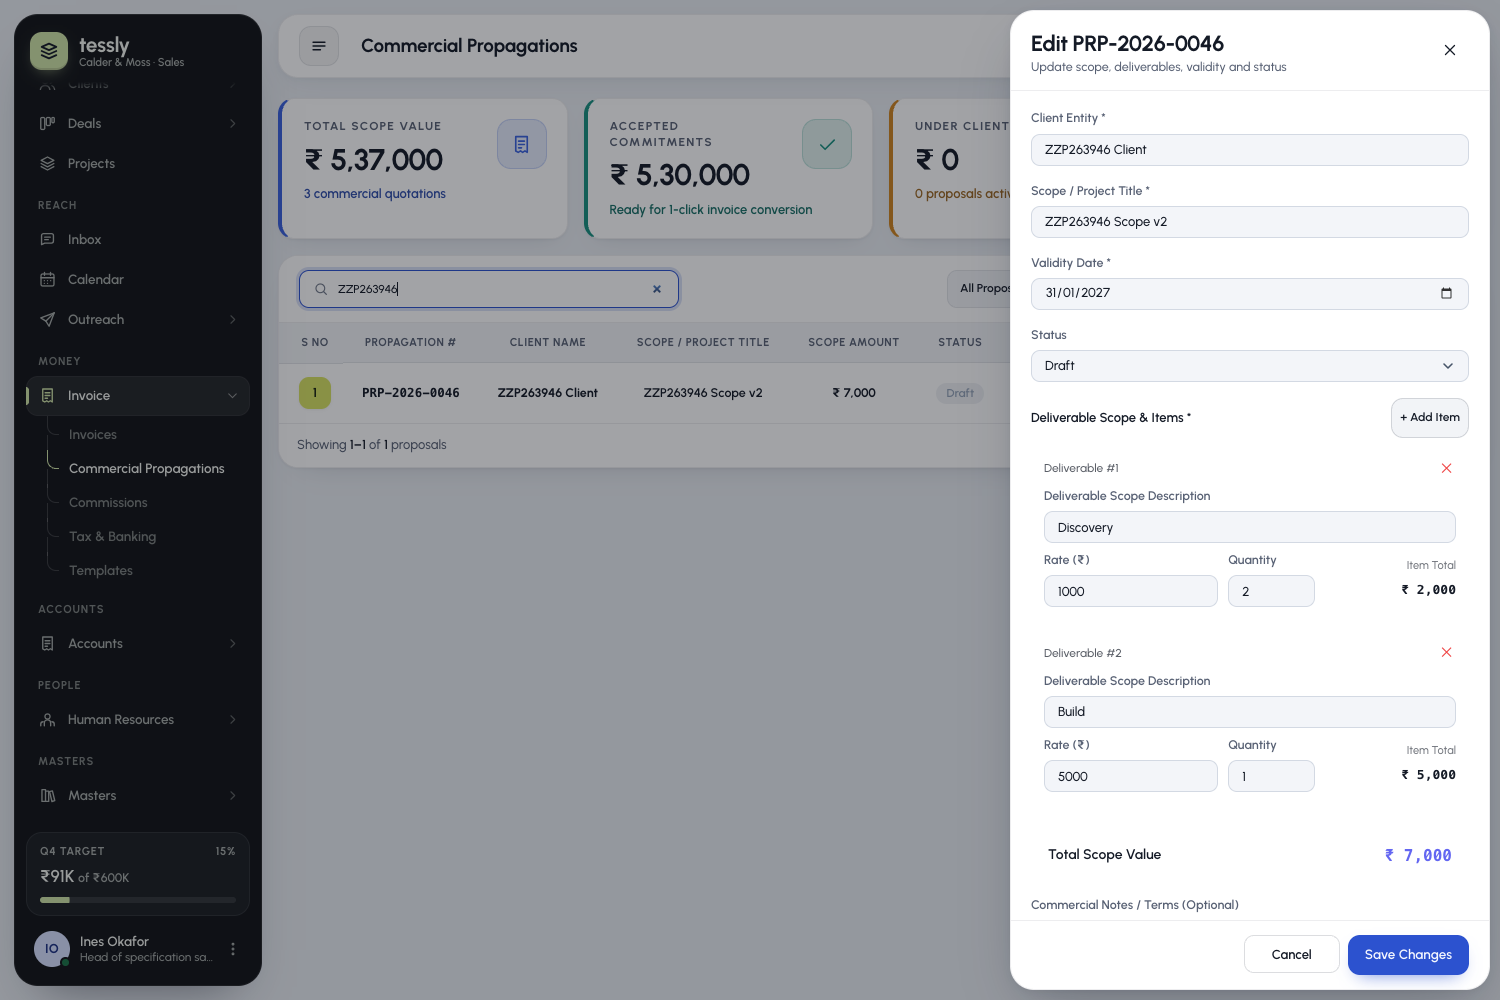 tessly
Calder & Moss · Sales
Clients
Deals
Projects
REACH
Inbox
Calendar
Outreach
MONEY
Invoice
Invoices
Commercial Propagations
Commissions
Tax & Banking
Templates
ACCOUNTS
Accounts
PEOPLE
Human Resources
MASTERS
Masters
Q4 TARGET 15%
₹91K of ₹600K
IO
Ines Okafor
Head of specification sa...
Commercial Propagations
TOTAL SCOPE VALUE
₹ 5,37,000
3 commercial quotations
ACCEPTED
COMMITMENTS
₹ 5,30,000
Ready for 1-click invoice conversion
UNDER CLIENT
₹ 0
0 proposals activ
ZZP263946
All Propos
S NO PROPAGATION # CLIENT NAME SCOPE / PROJECT TITLE SCOPE AMOUNT STATUS
1 PRP-2026-0046 ZZP263946 Client ZZP263946 Scope v2 ₹ 7,000 Draft
Showing 1–1 of 1 proposals
Edit PRP-2026-0046
Update scope, deliverables, validity and status
Client Entity *
ZZP263946 Client
Scope / Project Title *
ZZP263946 Scope v2
Validity Date *
31/01/2027
Status
Draft
Deliverable Scope & Items *
+ Add Item
Deliverable #1
Deliverable Scope Description
Discovery
Rate (₹) Quantity Item Total
1000 2 ₹ 2,000
Deliverable #2
Deliverable Scope Description
Build
Rate (₹) Quantity Item Total
5000 1 ₹ 5,000
Total Scope Value ₹ 7,000
Commercial Notes / Terms (Optional)
Cancel Save Changes